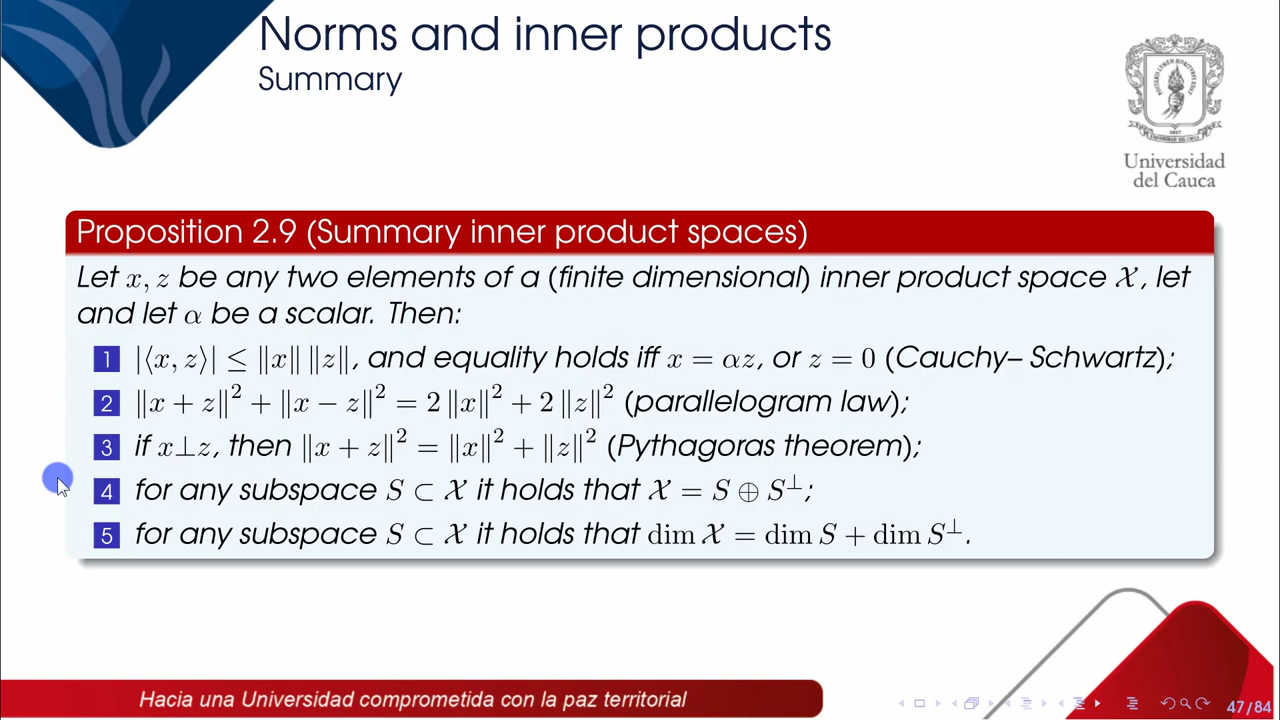 Norms and inner products
Summary
Universidad
del Cauca
Proposition 2.9 (Summary inner product spaces)
Let x, z be any two elements of a (finite dimensional) inner product space 𝒳, let
and let α be a scalar. Then:
1 |⟨x, z⟩| ≤ ‖x‖ ‖z‖, and equality holds iff x = αz, or z = 0 (Cauchy– Schwartz);
2 ‖x + z‖² + ‖x − z‖² = 2 ‖x‖² + 2 ‖z‖² (parallelogram law);
3 if x⊥z, then ‖x + z‖² = ‖x‖² + ‖z‖² (Pythagoras theorem);
4 for any subspace S ⊂ 𝒳 it holds that 𝒳 = S ⊕ S^⊥;
5 for any subspace S ⊂ 𝒳 it holds that dim 𝒳 = dim S + dim S^⊥.
Hacia una Universidad comprometida con la paz territorial
47/84